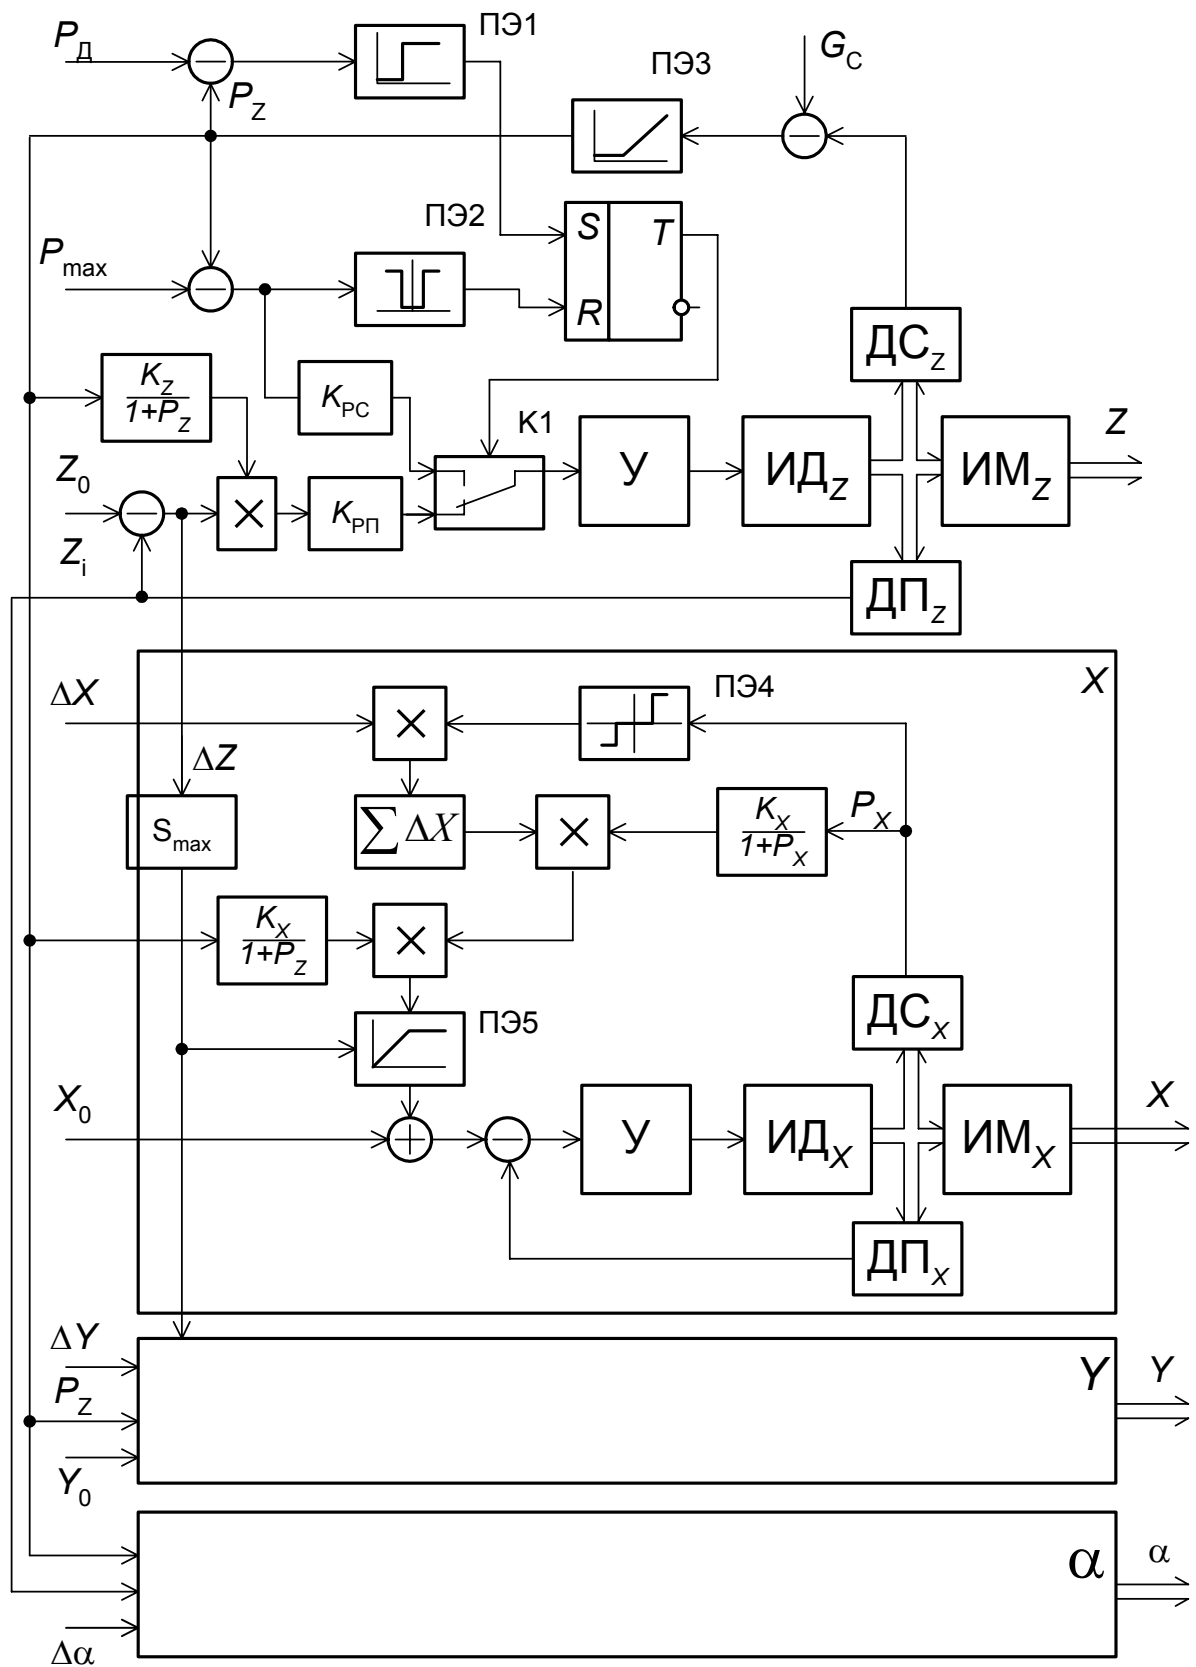 P_Д
ПЭ1
G_C
ПЭ3
P_Z
ПЭ2
S T
P_max
R
ДС_Z
K_Z
1+P_Z
K_РС
К1
Z
У
ИД_Z
ИМ_Z
Z_0
×
K_РП
Z_i
ДП_Z
X
ΔX
ПЭ4
×
ΔZ
P_X
K_X
1+P_X
S_max
∑ ΔX
×
K_X
1+P_Z
×
ДС_X
ПЭ5
X_0
X
У
ИД_X
ИМ_X
ДП_X
ΔY
Y
Y
P_Z
Y_0
α
α
Δα